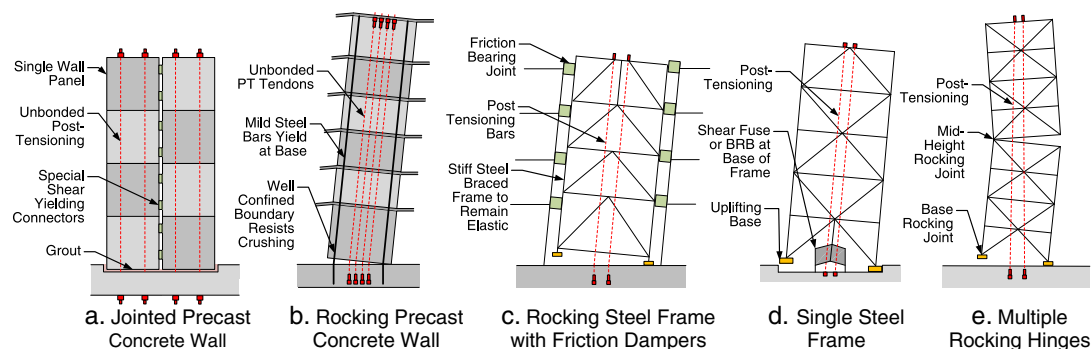 Single Wall
Panel
Unbonded
Post-
Tensioning
Special
Shear
Yielding
Connectors
Grout
a. Jointed Precast
Concrete Wall
Unbonded
PT Tendons
Mild Steel
Bars Yield
at Base
Well
Confined
Boundary
Resists
Crushing
b. Rocking Precast
Concrete Wall
Friction
Bearing
Joint
Post
Tensioning
Bars
Stiff Steel
Braced
Frame to
Remain
Elastic
c. Rocking Steel Frame
with Friction Dampers
Post-
Tensioning
Shear Fuse
or BRB at
Base of
Frame
Uplifting
Base
d. Single Steel
Frame
Post-
Tensioning
Mid-
Height
Rocking
Joint
Base
Rocking
Joint
e. Multiple
Rocking Hinges